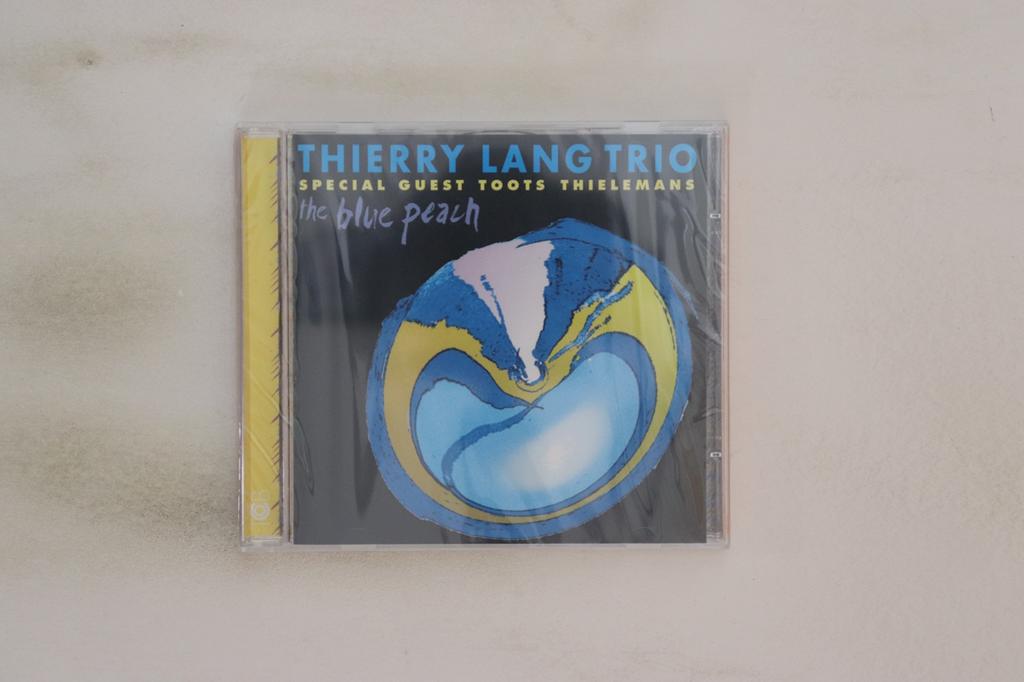 THIERRY LANG TRIO
SPECIAL GUEST TOOTS THIELEMANS
the blue peach